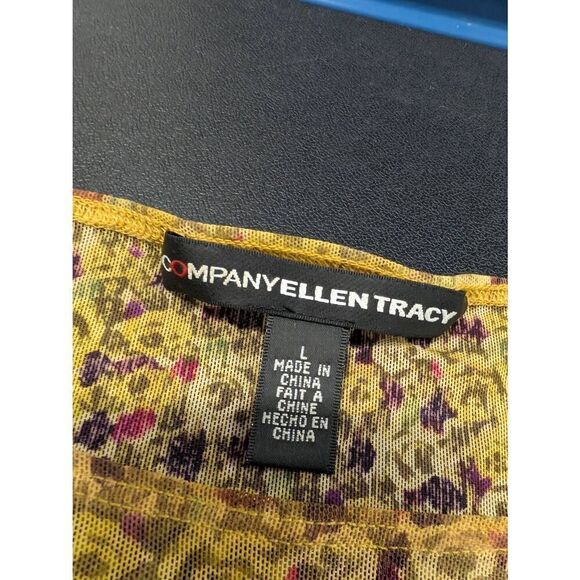 COMPANYELLEN TRACY
L
MADE IN
CHINA
FAIT A
CHINE
HECHO EN
CHINA